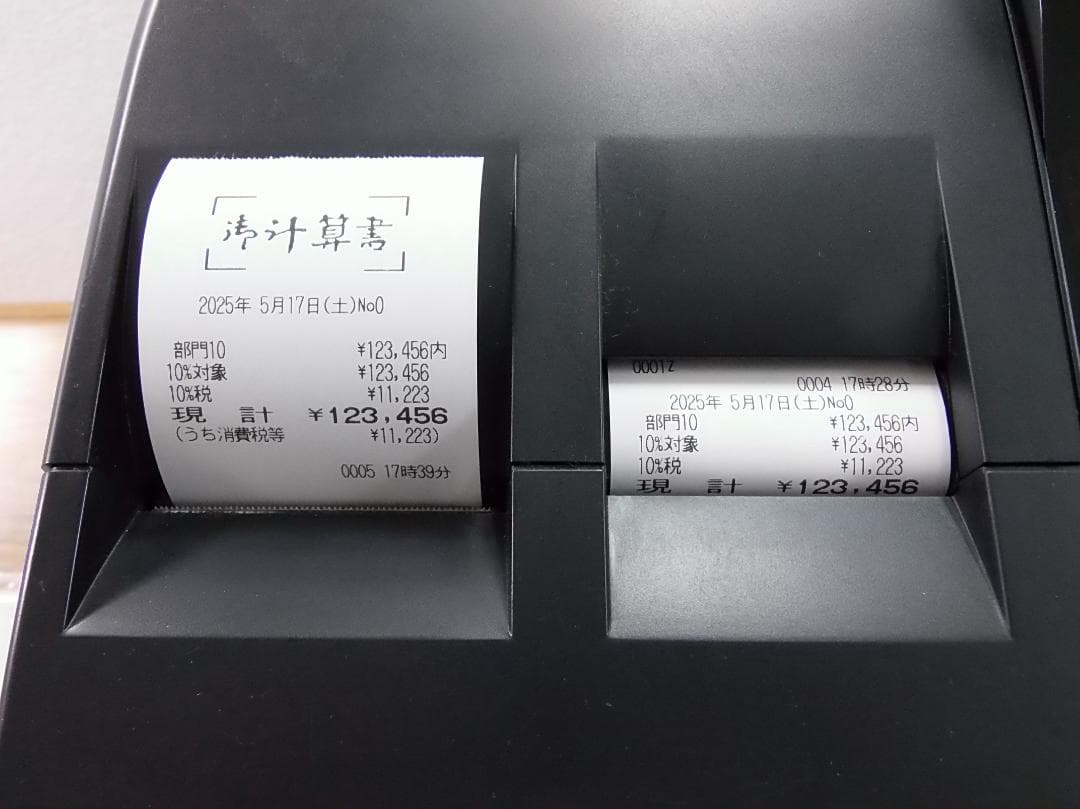 御計算書
2025年 5月17日(土)No0
部門10 ¥123,456内
10%対象 ¥123,456
10%税 ¥11,223
現 計 ¥123,456
(うち消費税等 ¥11,223)
0005 17時39分
0001Z
0004 17時28分
2025年 5月17日(土)No0
部門10 ¥123,456内
10%対象 ¥123,456
10%税 ¥11,223
現 計 ¥123,456